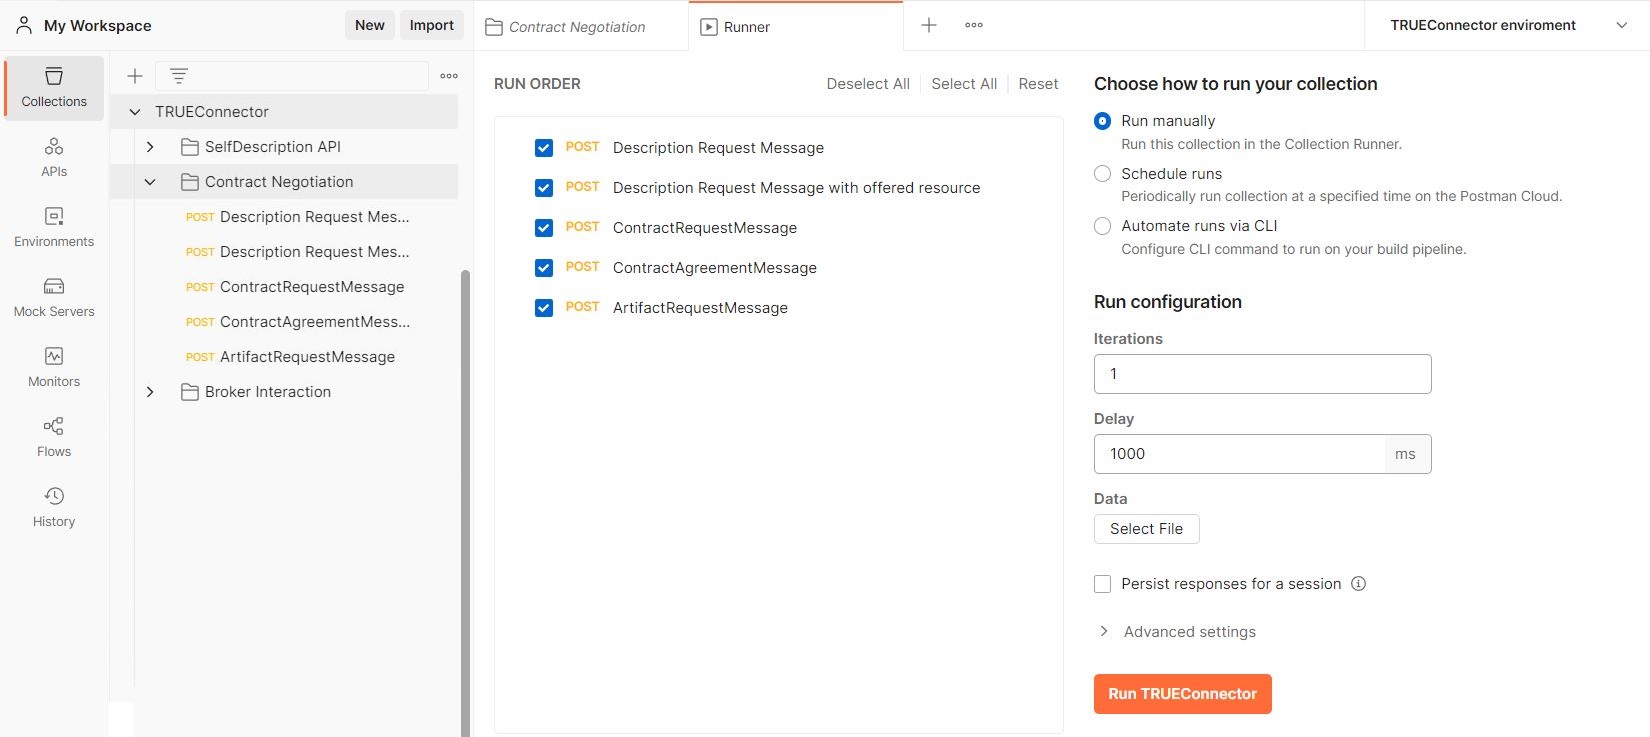 My Workspace
New
Import
Contract Negotiation
Runner
TRUEConnector enviroment
Collections
APIs
Environments
Mock Servers
Monitors
Flows
History
TRUEConnector
SelfDescription API
Contract Negotiation
POST Description Request Mes...
POST Description Request Mes...
POST ContractRequestMessage
POST ContractAgreementMess...
POST ArtifactRequestMessage
Broker Interaction
RUN ORDER
Deselect All
Select All
Reset
POST Description Request Message
POST Description Request Message with offered resource
POST ContractRequestMessage
POST ContractAgreementMessage
POST ArtifactRequestMessage
Choose how to run your collection
Run manually
Run this collection in the Collection Runner.
Schedule runs
Periodically run collection at a specified time on the Postman Cloud.
Automate runs via CLI
Configure CLI command to run on your build pipeline.
Run configuration
Iterations
1
Delay
1000 ms
Data
Select File
Persist responses for a session
Advanced settings
Run TRUEConnector